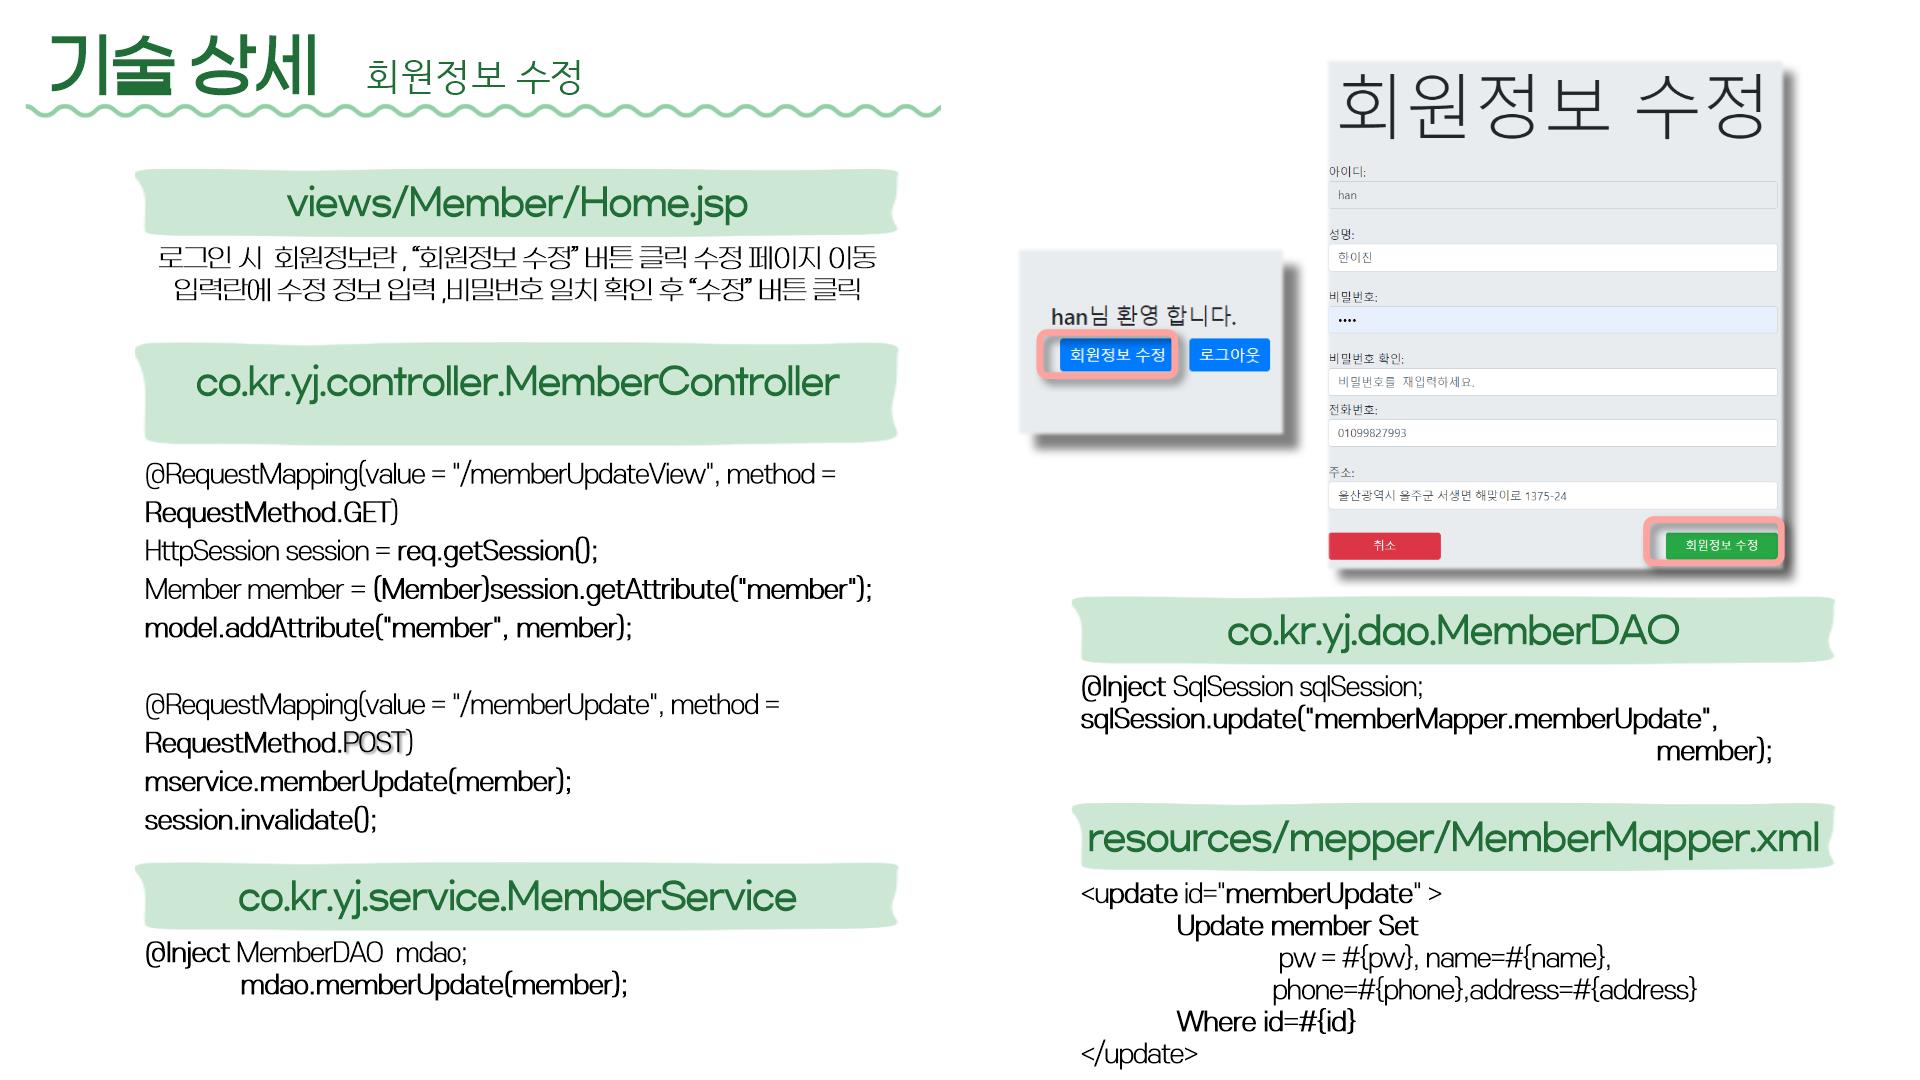 기술 상세 회원정보 수정
views/Member/Home.jsp
로그인 시 회원정보란 , “회원정보 수정” 버튼 클릭 수정 페이지 이동
입력란에 수정 정보 입력 ,비밀번호 일치 확인 후 “수정” 버튼 클릭
co.kr.yj.controller.MemberController
@RequestMapping(value = "/memberUpdateView", method =
RequestMethod.GET)
HttpSession session = req.getSession();
Member member = (Member)session.getAttribute("member");
model.addAttribute("member", member);
@RequestMapping(value = "/memberUpdate", method =
RequestMethod.POST)
mservice.memberUpdate(member);
session.invalidate();
co.kr.yj.service.MemberService
@Inject MemberDAO mdao;
mdao.memberUpdate(member);
han님 환영 합니다.
회원정보 수정 로그아웃
회원정보 수정
아이디:
han
성명:
한이진
비밀번호:
••••
비밀번호 확인:
비밀번호를 재입력하세요.
전화번호:
01099827993
주소:
울산광역시 울주군 서생면 해맞이로 1375-24
취소 회원정보 수정
co.kr.yj.dao.MemberDAO
@Inject SqlSession sqlSession;
sqlSession.update("memberMapper.memberUpdate",
member);
resources/mepper/MemberMapper.xml
<update id="memberUpdate" >
Update member Set
pw = #{pw}, name=#{name},
phone=#{phone},address=#{address}
Where id=#{id}
</update>